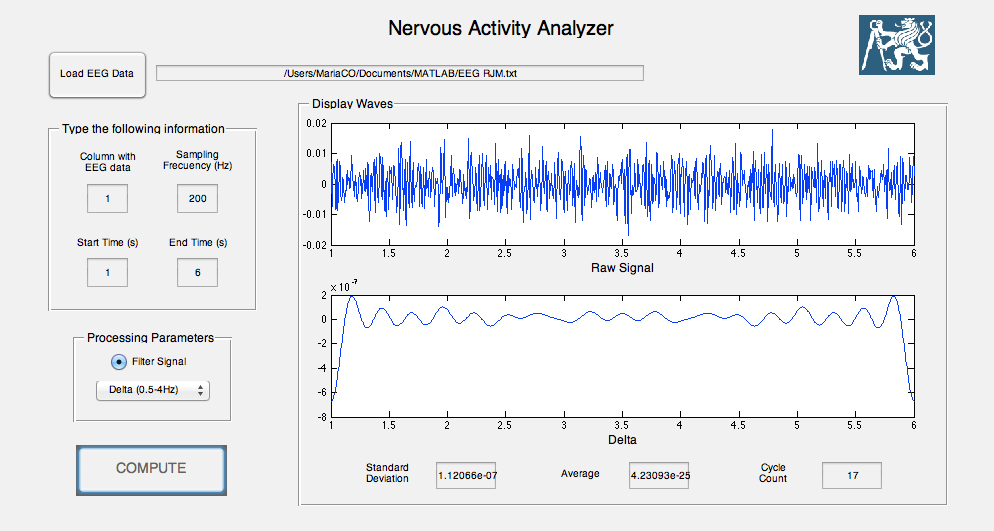 Nervous Activity Analyzer
Load EEG Data
/Users/MariaCO/Documents/MATLAB/EEG RJM.txt
Type the following information
Column with
EEG data
1
Sampling
Frecuency (Hz)
200
Start Time (s)
1
End Time (s)
6
Processing Parameters
Filter Signal
Delta (0.5-4Hz)
COMPUTE
Display Waves
0.02
0.01
0
-0.01
-0.02
1 1.5 2 2.5 3 3.5 4 4.5 5 5.5 6
Raw Signal
x 10-7
2
0
-2
-4
-6
-8
1 1.5 2 2.5 3 3.5 4 4.5 5 5.5 6
Delta
Standard
Deviation
1.12066e-07
Average
4.23093e-25
Cycle
Count
17